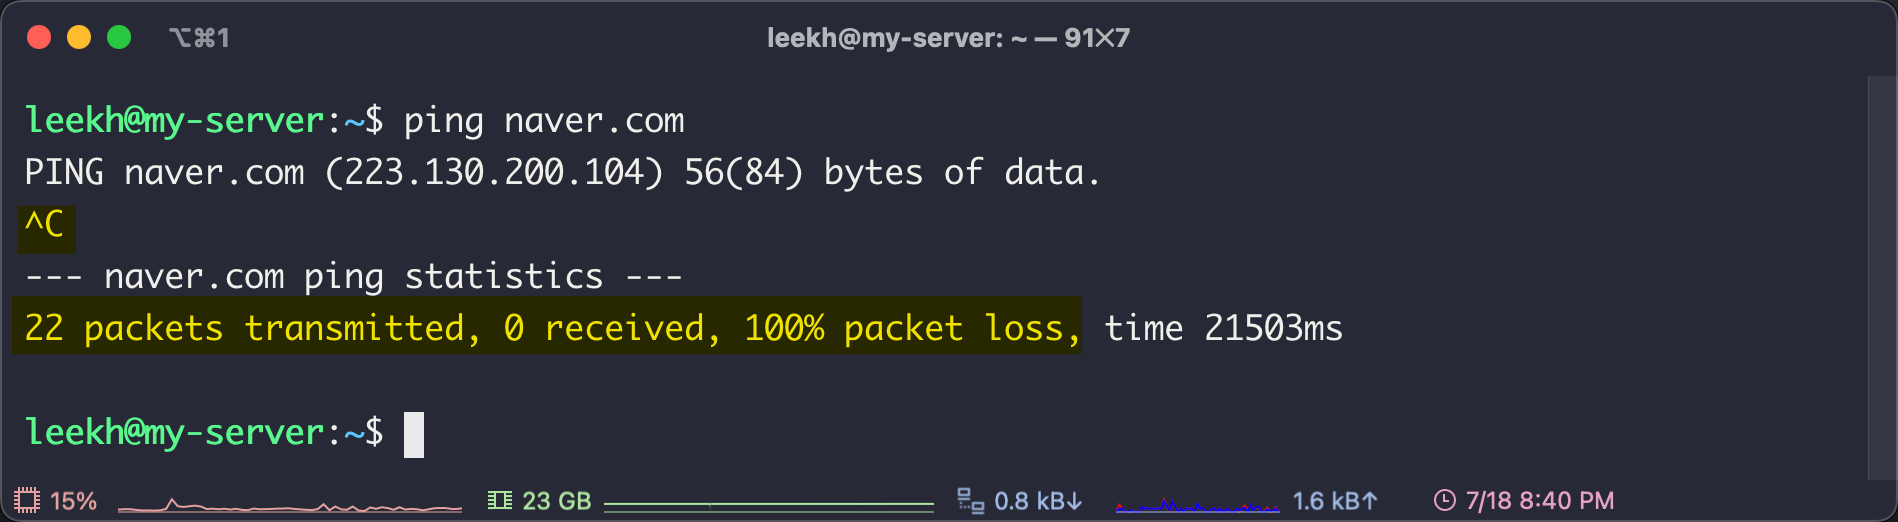 ⌥⌘1
leekh@my-server: ~ — 91✕7
leekh@my-server:~$ ping naver.com
PING naver.com (223.130.200.104) 56(84) bytes of data.
^C
--- naver.com ping statistics ---
22 packets transmitted, 0 received, 100% packet loss, time 21503ms
leekh@my-server:~$
15% 23 GB 0.8 kB↓ 1.6 kB↑ 7/18 8:40 PM